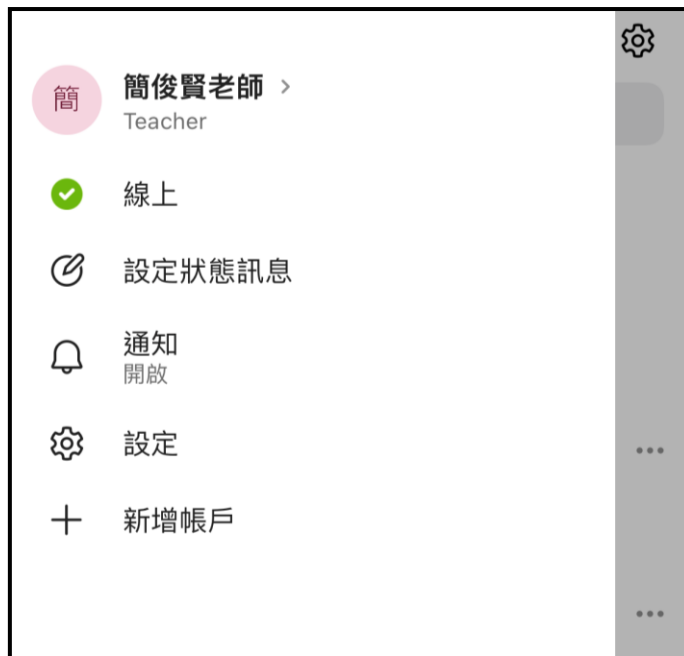 簡
簡俊賢老師
Teacher
線上
設定狀態訊息
通知
開啟
設定
新增帳戶